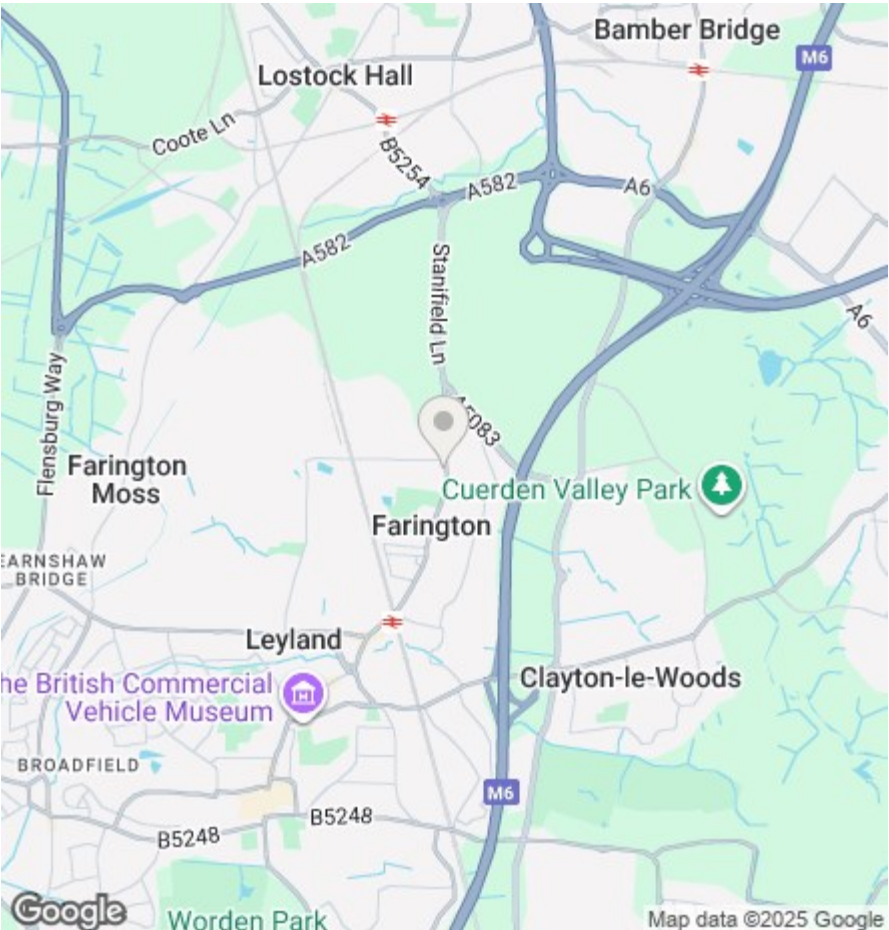 Bamber Bridge
M6
Lostock Hall
Coote Ln
B5254
A582
A6
A582
Stanifield Ln
A6
Flensburg Way
A5083
Farington
Moss
Cuerden Valley Park
Farington
EARNSHAW
BRIDGE
Leyland
Clayton-le-Woods
he British Commercial
Vehicle Museum
BROADFIELD
M6
B5248
B5248
Google
Worden Park
Map data ©2025 Google